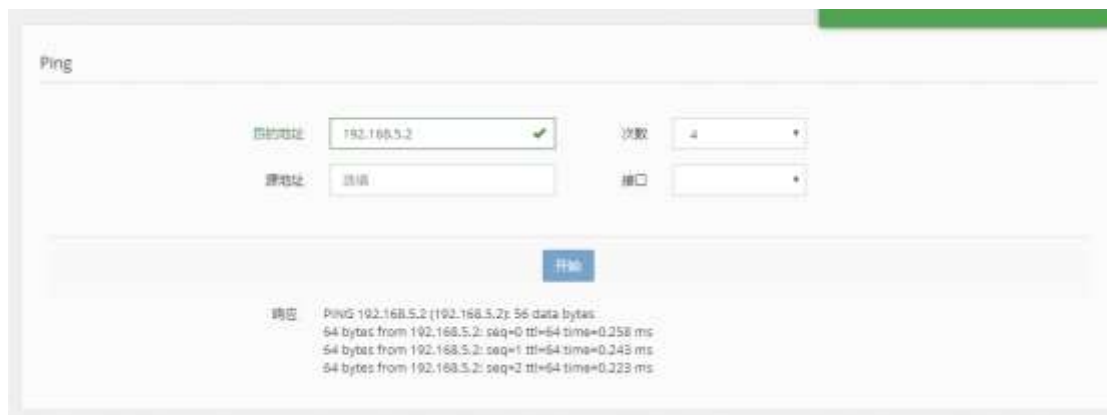 Ping
目的地址 192.168.5.2 次数 4
源地址 选填 接口
开始
响应 PING 192.168.5.2 (192.168.5.2): 56 data bytes
64 bytes from 192.168.5.2: seq=0 ttl=64 time=0.258 ms
64 bytes from 192.168.5.2: seq=1 ttl=64 time=0.243 ms
64 bytes from 192.168.5.2: seq=2 ttl=64 time=0.223 ms